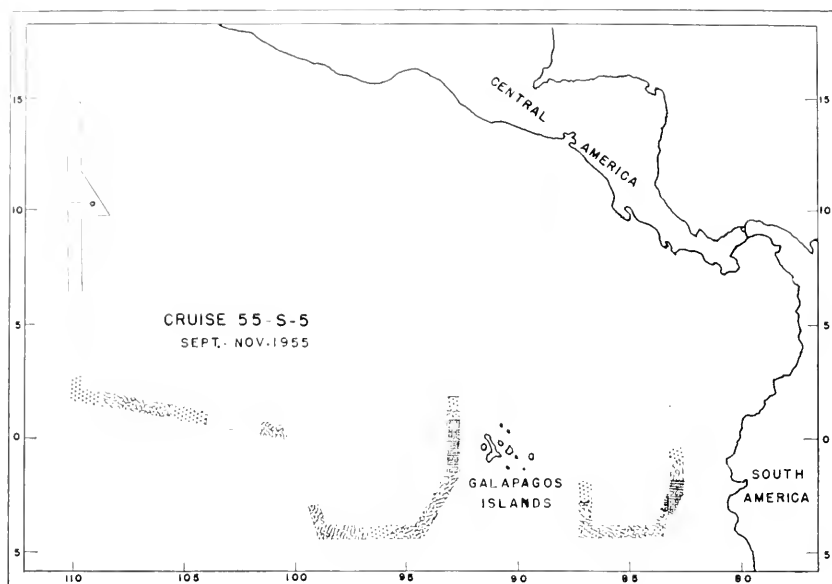 CENTRAL
AMERICA
15
15
10
10
CRUISE 55-S-5
SEPT.-NOV.1955
5
5
0
0
GALAPAGOS
ISLANDS
SOUTH
AMERICA
5
5
110
105
100
95
90
85
80